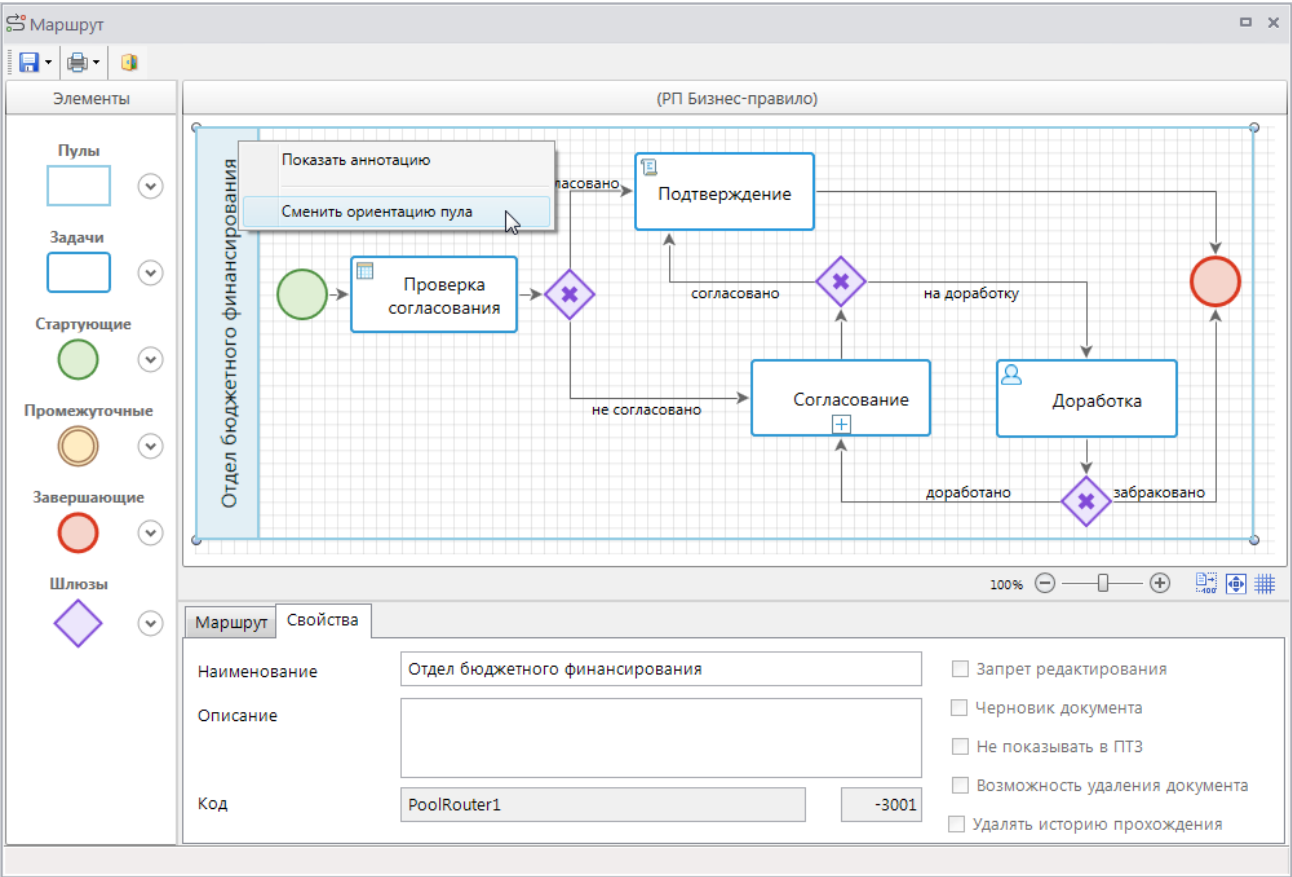 Маршрут
Элементы
(РП Бизнес-правило)
Пулы
Задачи
Стартующие
Промежуточные
Завершающие
Шлюзы
Отдел бюджетного финансирования
Показать аннотацию
Сменить ориентацию пула
ласовано
Подтверждение
Проверка
согласования
согласовано
на доработку
не согласовано
Согласование
Доработка
доработано
забраковано
100%
Маршрут
Свойства
Наименование
Отдел бюджетного финансирования
Запрет редактирования
Описание
Черновик документа
Не показывать в ПТЗ
Возможность удаления документа
Код
PoolRouter1
-3001
Удалять историю прохождения